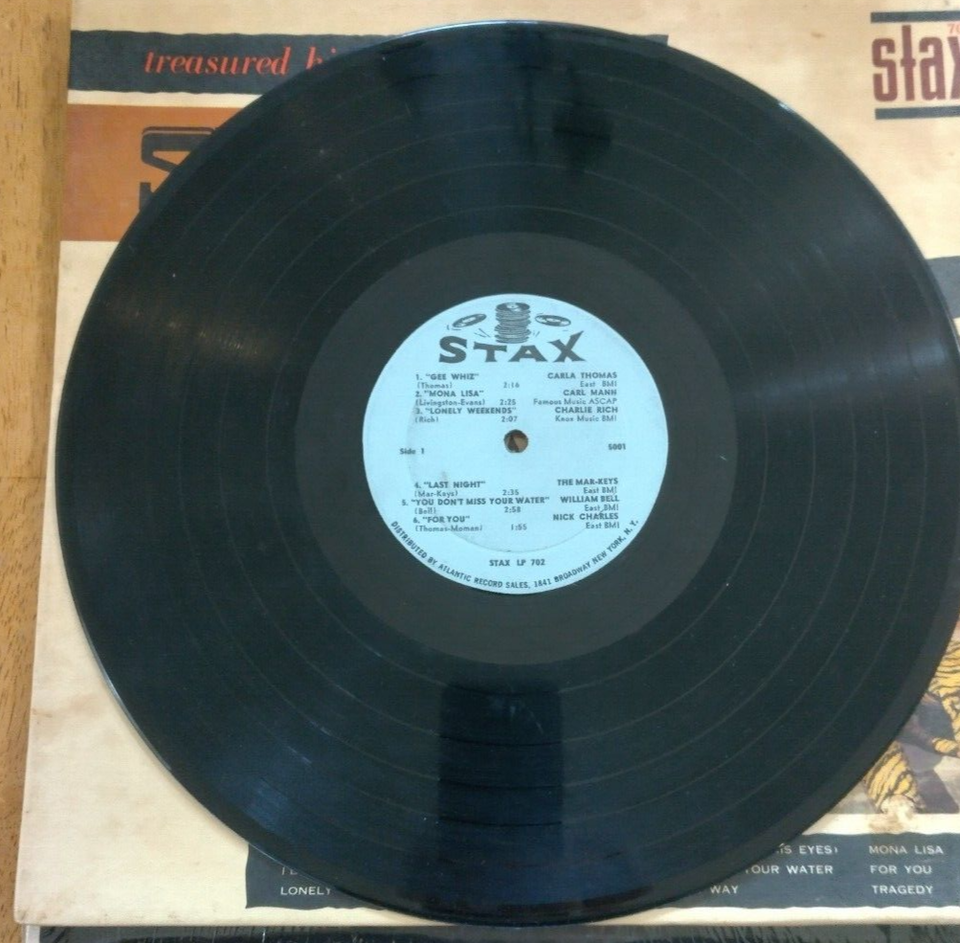 treasured
70
stax
STAX
1. "GEE WHIZ" CARLA THOMAS
(Thomas) 2:16 East BMI
2. "MONA LISA" CARL MANN
(Livingston-Evans) 2:25 Famous Music ASCAP
3. "LONELY WEEKENDS" CHARLIE RICH
(Rich) 2:07 Knox Music BMI
Side 1 5001
4. "LAST NIGHT" THE MAR-KEYS
(Mar-Keys) 2:35 East BMI
5. "YOU DON'T MISS YOUR WATER" WILLIAM BELL
(Bell) 2:58 East BMI
6. "FOR YOU" NICK CHARLES
(Thomas-Moman) 1:55 East BMI
STAX LP 702
DISTRIBUTED BY ATLANTIC RECORD SALES, 1841 BROADWAY NEW YORK, N. Y.
EYES) MONA LISA
YOUR WATER FOR YOU
LONELY WAY TRAGEDY